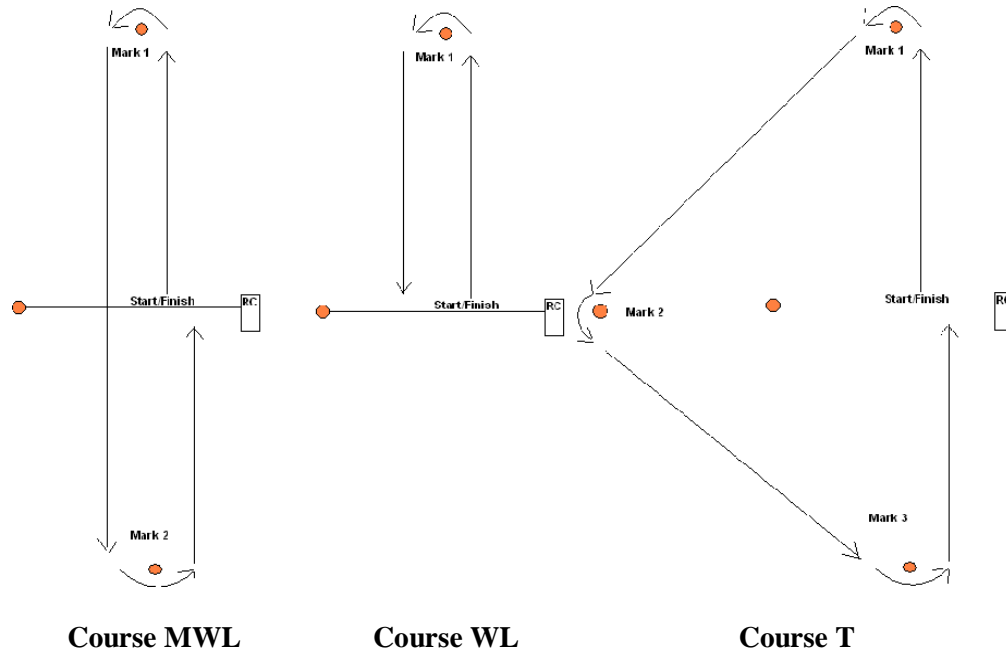 Mark 1
Mark 1
Mark 1
Start/Finish
RC
Start/Finish
RC
Mark 2
Start/Finish
RC
Mark 2
Mark 3
Course MWL
Course WL
Course T